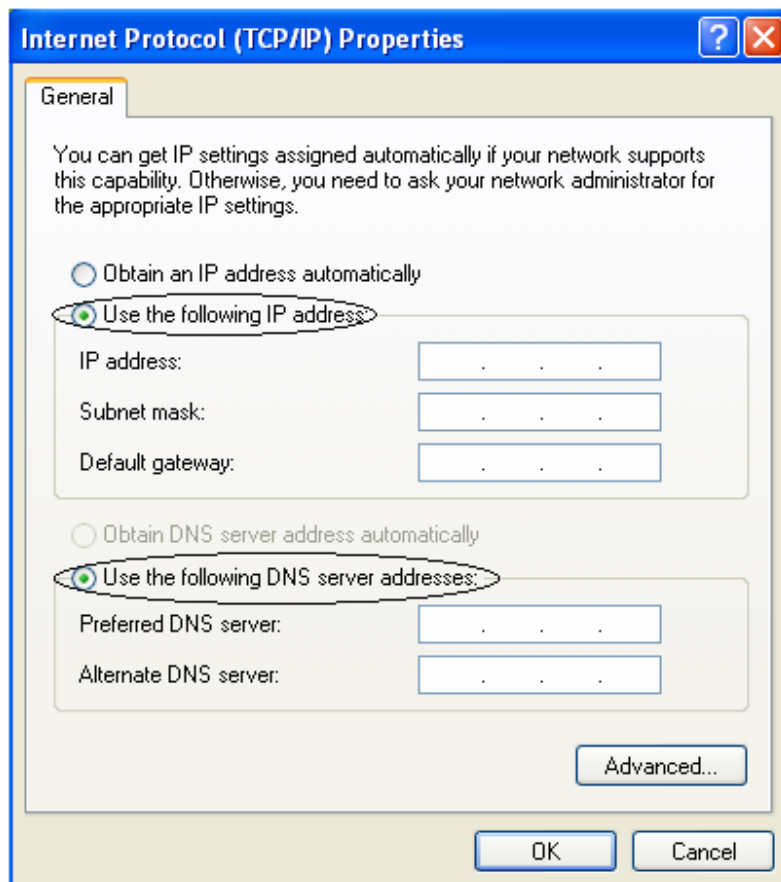 Internet Protocol (TCP/IP) Properties
?
General
You can get IP settings assigned automatically if your network supports
this capability. Otherwise, you need to ask your network administrator for
the appropriate IP settings.
Obtain an IP address automatically
Use the following IP address:
IP address:
. . .
Subnet mask:
. . .
Default gateway:
. . .
Obtain DNS server address automatically
Use the following DNS server addresses:
Preferred DNS server:
. . .
Alternate DNS server:
. . .
Advanced...
OK
Cancel